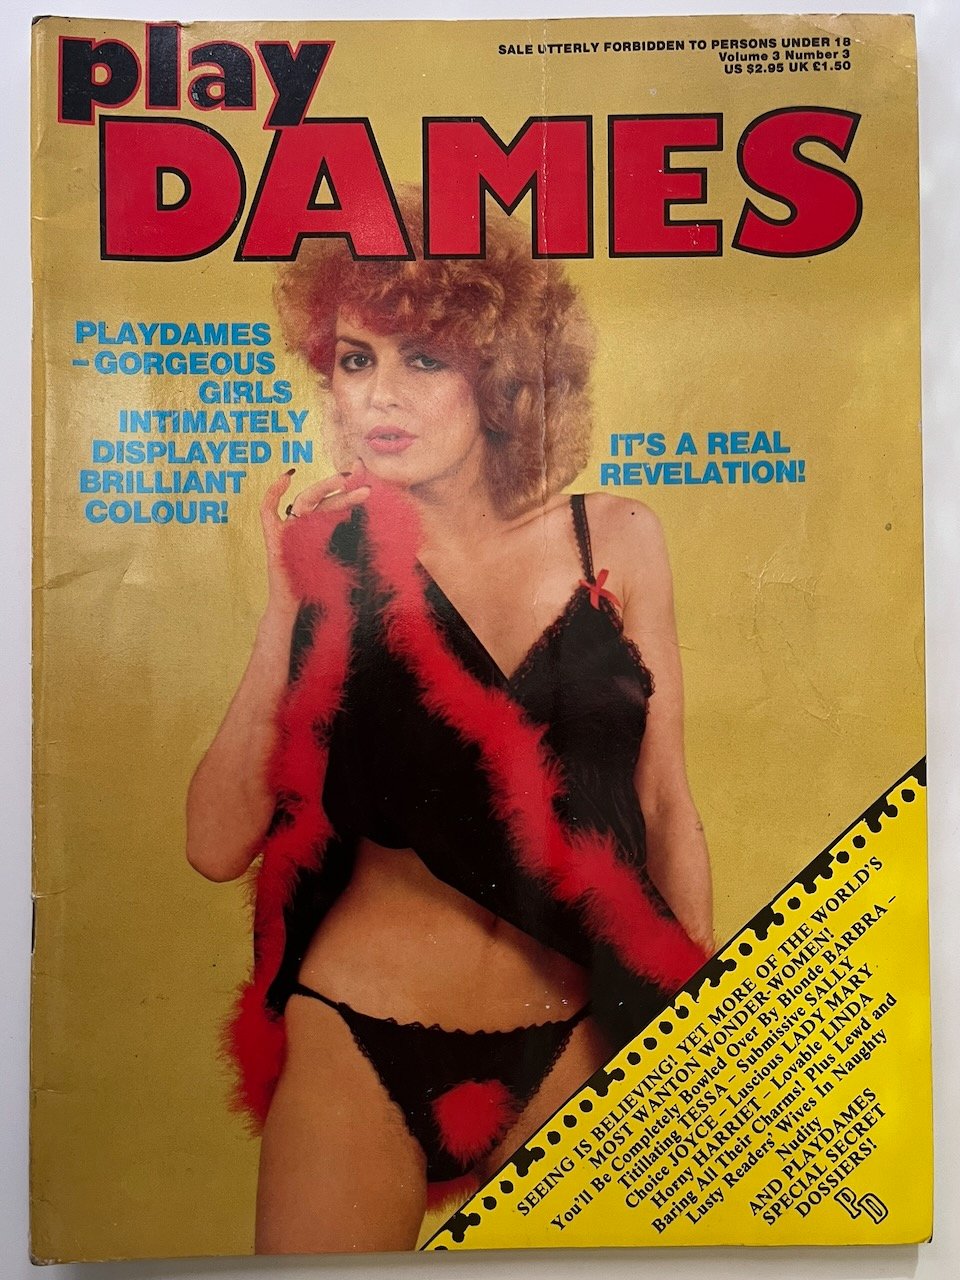 play
DAMES
SALE UTTERLY FORBIDDEN TO PERSONS UNDER 18
Volume 3 Number 3
US $2.95 UK £1.50
PLAYDAMES
– GORGEOUS
GIRLS
INTIMATELY
DISPLAYED IN
BRILLIANT
COLOUR!
IT'S A REAL
REVELATION!
SEEING IS BELIEVING! YET MORE OF THE WORLD'S
MOST WANTON WONDER-WOMEN!
You'll Be Completely Bowled Over By Blonde BARBRA –
Titillating TESSA – Submissive SALLY
Choice JOYCE – Luscious LADY MARY
Horny HARRIET – Lovable LINDA
Baring All Their Charms! Plus Lewd and
Lusty Readers' Wives In Naughty
Nudity
AND PLAYDAMES
SPECIAL SECRET
DOSSIERS!
PD